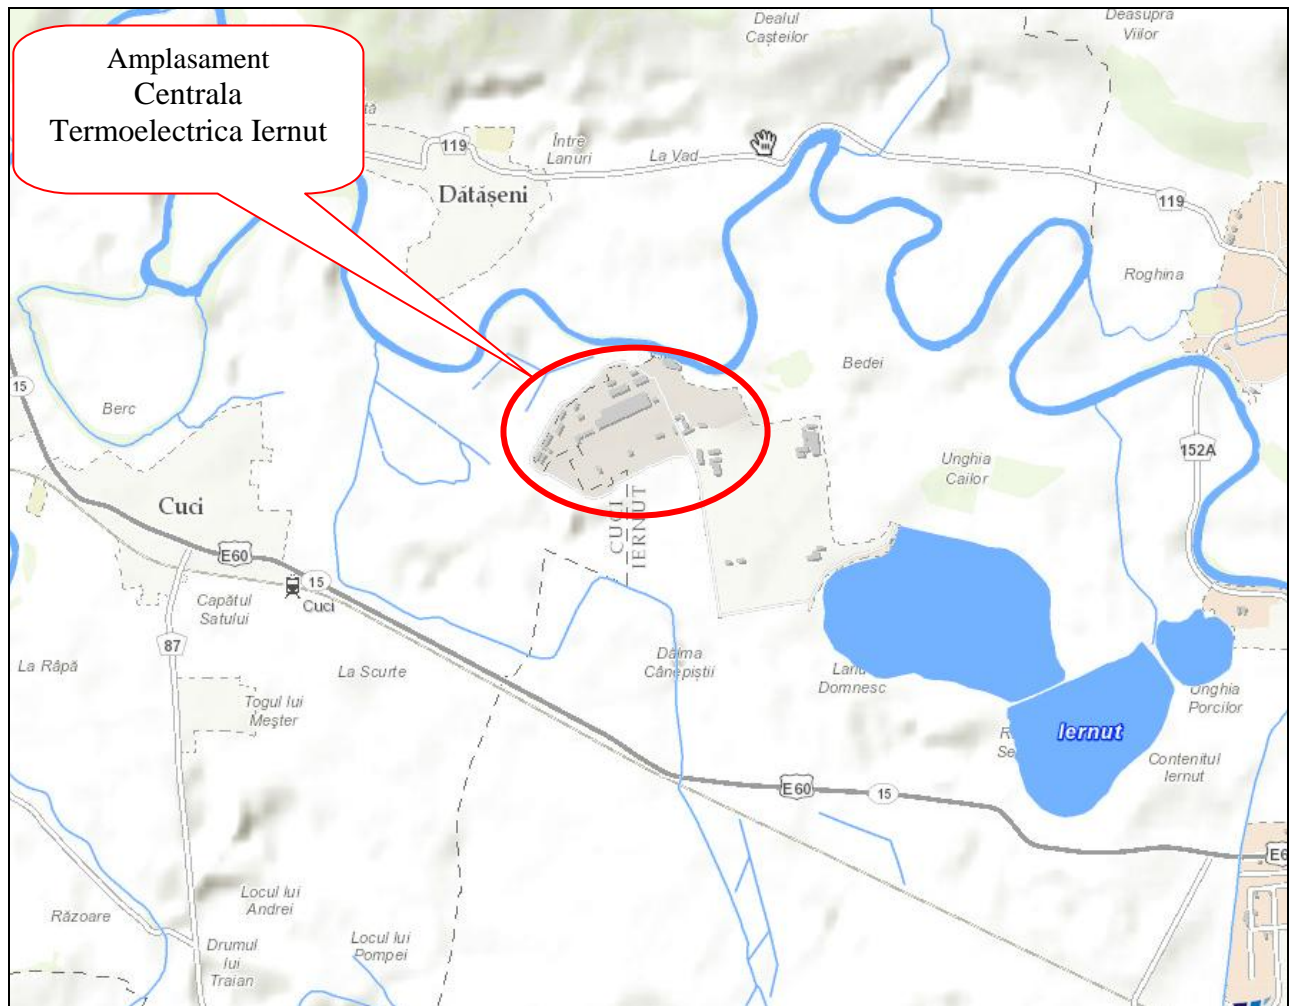 Amplasament
Centrala
Termoelectrica Iernut
Dealul
Casteilor
Deasupra
Viilor
119
Între
Lanuri
La Vad
Dătășeni
119
Roghina
15
Berc
Bedei
152A
Unghia
Cailor
Cuci
E60
15
Cuci
CUCI
IERNUT
Capătul
Satului
87
La Râpă
La Scurte
Togul lui
Meșter
Dâlma
Cânepiștii
Domnesc
Unghia
Porcilor
Iernut
Contenitul
Iernut
E60
15
Locul lui
Andrei
Răzoare
Drumul
lui
Traian
Locul lui
Pompei